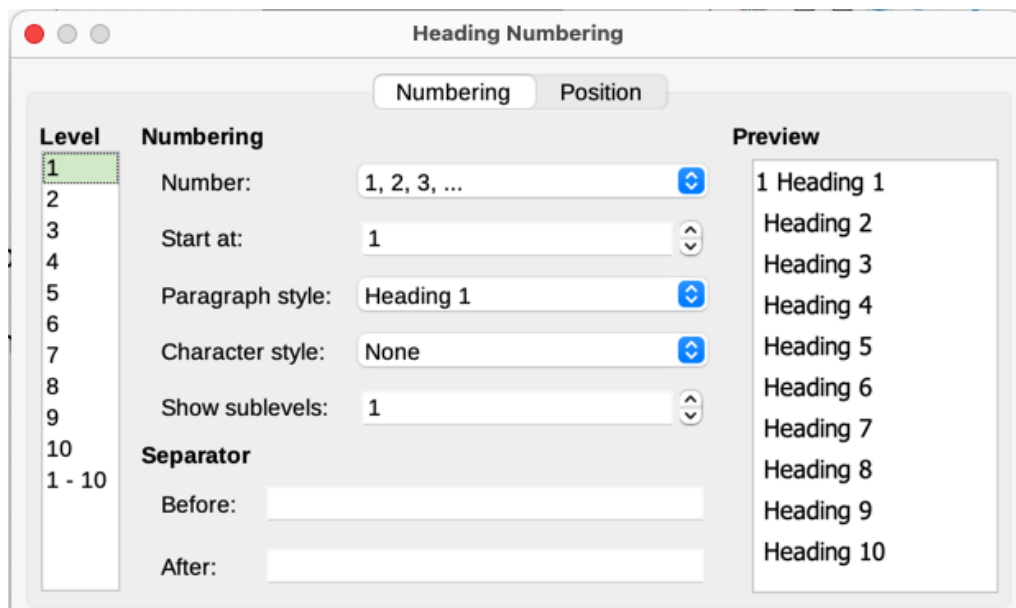 Heading Numbering
Numbering Position
Level
1
2
3
4
5
6
7
8
9
10
1 - 10
Numbering
Number: 1, 2, 3, ...
Start at: 1
Paragraph style: Heading 1
Character style: None
Show sublevels: 1
Separator
Before:
After:
Preview
1 Heading 1
Heading 2
Heading 3
Heading 4
Heading 5
Heading 6
Heading 7
Heading 8
Heading 9
Heading 10